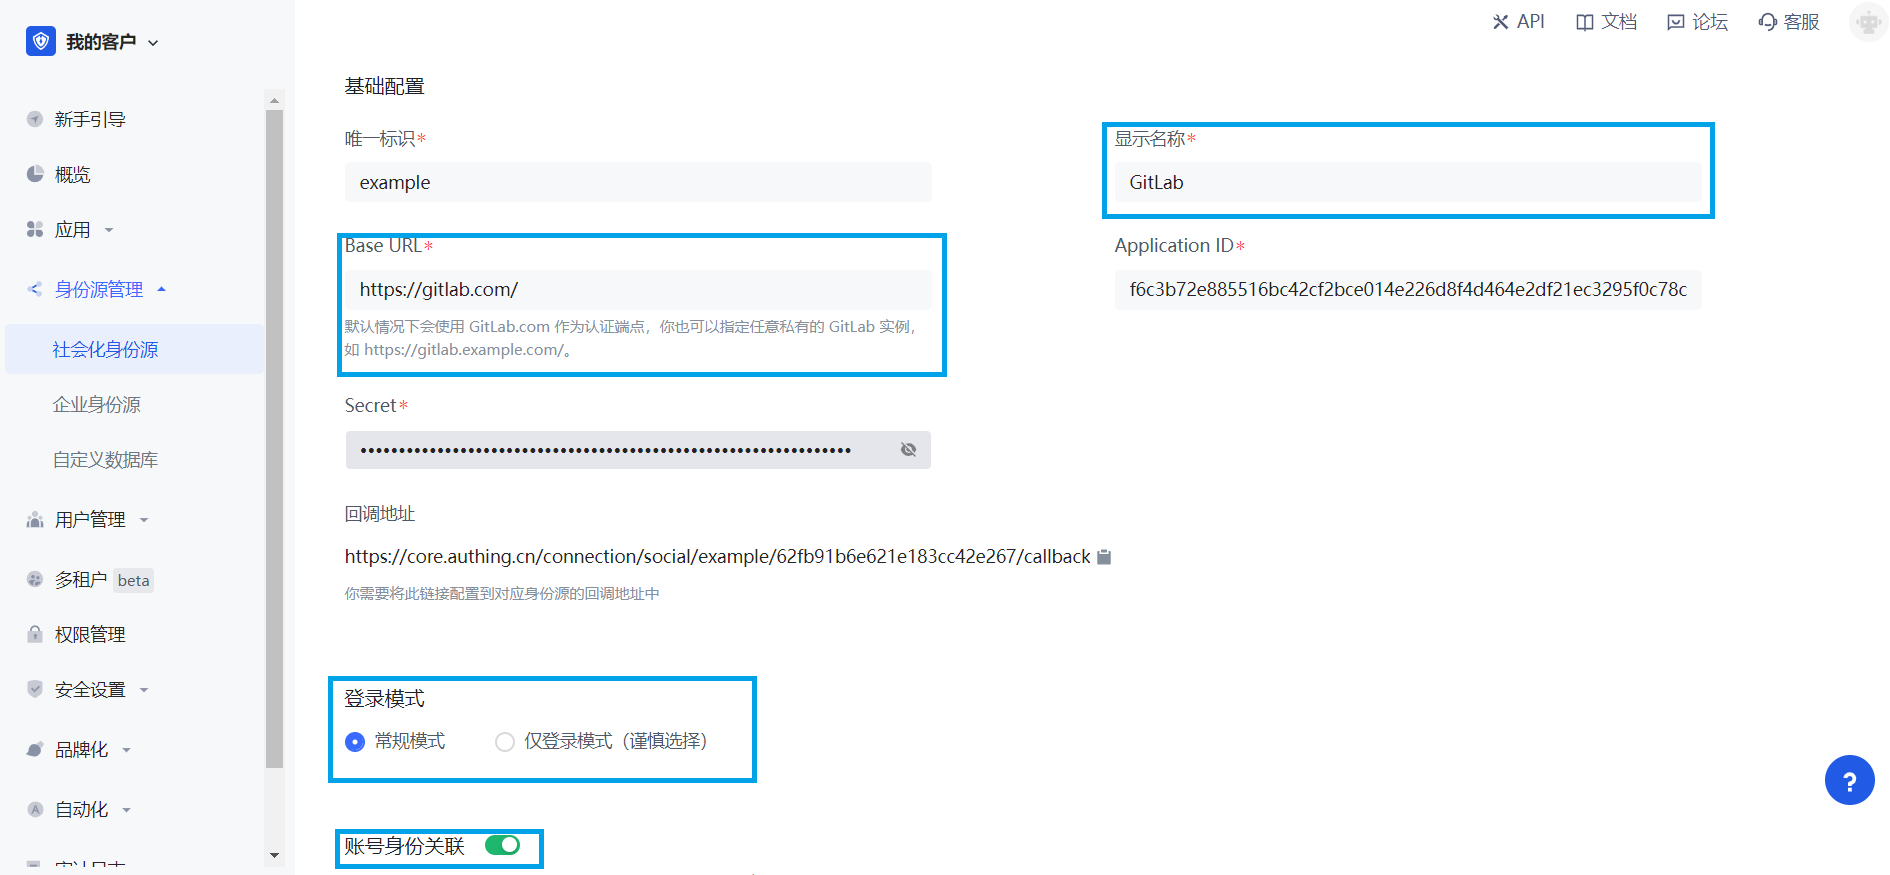 我的客户
API
文档
论坛
客服
新手引导
概览
应用
身份源管理
社会化身份源
企业身份源
自定义数据库
用户管理
多租户 beta
权限管理
安全设置
品牌化
自动化
基础配置
唯一标识*
example
显示名称*
GitLab
Base URL*
https://gitlab.com/
默认情况下会使用 GitLab.com 作为认证端点，你也可以指定任意私有的 GitLab 实例，
如 https://gitlab.example.com/。
Application ID*
f6c3b72e885516bc42cf2bce014e226d8f4d464e2df21ec3295f0c78c
Secret*
回调地址
https://core.authing.cn/connection/social/example/62fb91b6e621e183cc42e267/callback
你需要将此链接配置到对应身份源的回调地址中
登录模式
常规模式
仅登录模式（谨慎选择）
账号身份关联
?